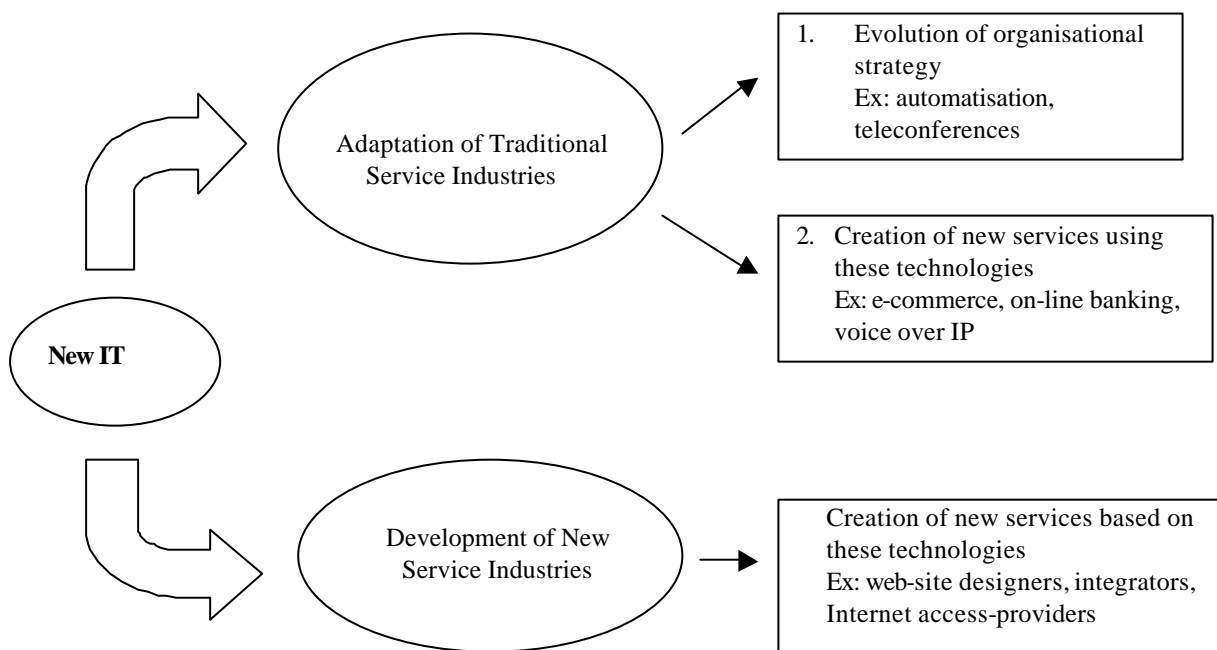 1. Evolution of organisational
strategy
Ex: automatisation,
teleconferences
Adaptation of Traditional
Service Industries
2. Creation of new services using
these technologies
Ex: e-commerce, on-line banking,
voice over IP
New IT
Development of New
Service Industries
Creation of new services based on
these technologies
Ex: web-site designers, integrators,
Internet access-providers